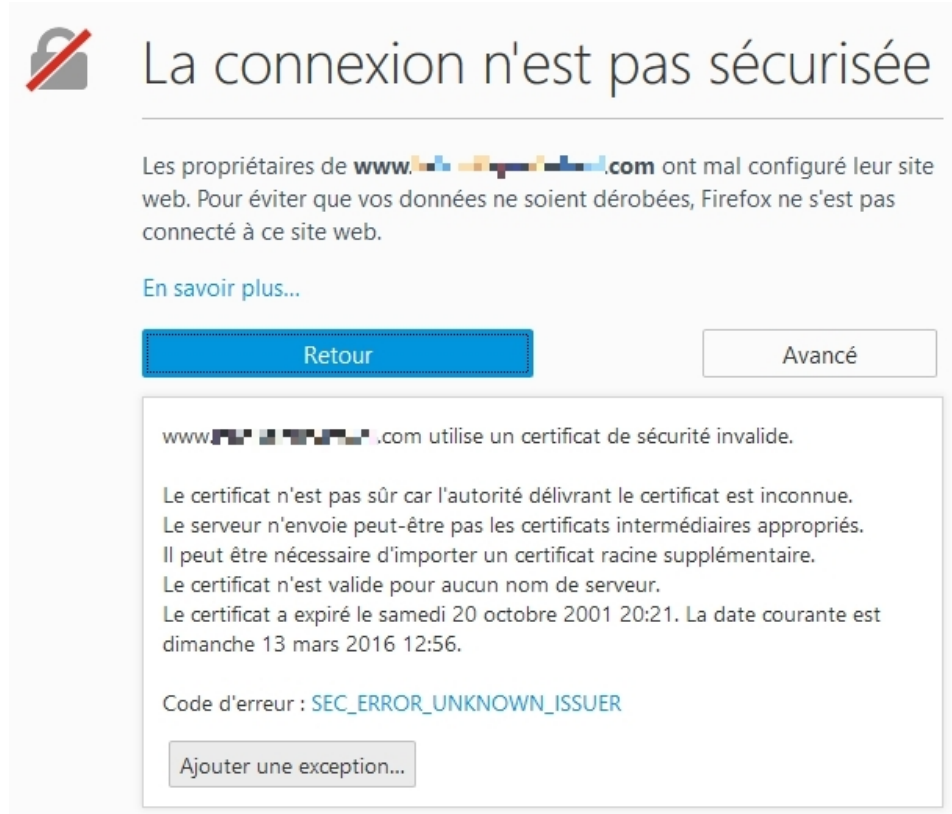 La connexion n'est pas sécurisée
Les propriétaires de www. .com ont mal configuré leur site
web. Pour éviter que vos données ne soient dérobées, Firefox ne s'est pas
connecté à ce site web.
En savoir plus...
Retour
Avancé
www. .com utilise un certificat de sécurité invalide.
Le certificat n'est pas sûr car l'autorité délivrant le certificat est inconnue.
Le serveur n'envoie peut-être pas les certificats intermédiaires appropriés.
Il peut être nécessaire d'importer un certificat racine supplémentaire.
Le certificat n'est valide pour aucun nom de serveur.
Le certificat a expiré le samedi 20 octobre 2001 20:21. La date courante est
dimanche 13 mars 2016 12:56.
Code d'erreur : SEC_ERROR_UNKNOWN_ISSUER
Ajouter une exception...